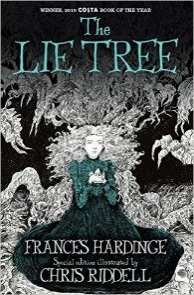 WINNER, 2015 COSTA BOOK OF THE YEAR
The
LIE TREE
FRANCES HARDINGE
Special edition illustrated by
CHRIS RIDDELL